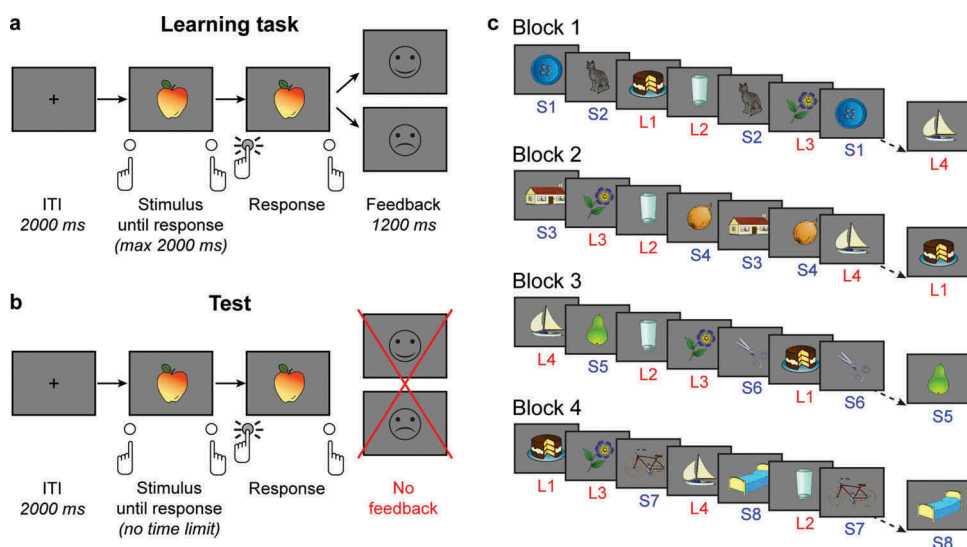 a
Learning task
+
ITI
2000 ms
Stimulus
until response
(max 2000 ms)
Response
Feedback
1200 ms
b
Test
+
ITI
2000 ms
Stimulus
until response
(no time limit)
Response
No
feedback
c
Block 1
S1
S2
L1
L2
S2
L3
S1
L4
Block 2
S3
L3
L2
S4
S3
S4
L4
L1
Block 3
L4
S5
L2
L3
S6
L1
S6
S5
Block 4
L1
L3
S7
L4
S8
L2
S7
S8